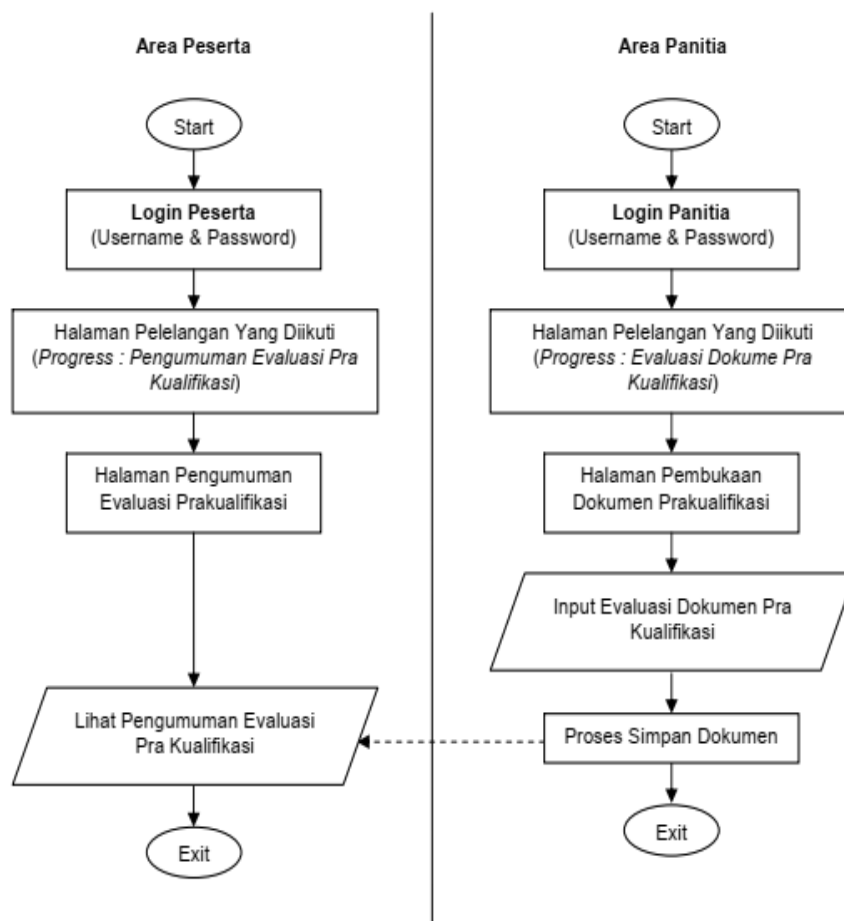 Area Peserta
Start
Login Peserta
(Username & Password)
Halaman Pelelangan Yang Diikuti
(Progress : Pengumuman Evaluasi Pra
Kualifikasi)
Halaman Pengumuman
Evaluasi Prakualifikasi
Lihat Pengumuman Evaluasi
Pra Kualifikasi
Exit
Area Panitia
Start
Login Panitia
(Username & Password)
Halaman Pelelangan Yang Diikuti
(Progress : Evaluasi Dokume Pra
Kualifikasi)
Halaman Pembukaan
Dokumen Prakualifikasi
Input Evaluasi Dokumen Pra
Kualifikasi
Proses Simpan Dokumen
Exit